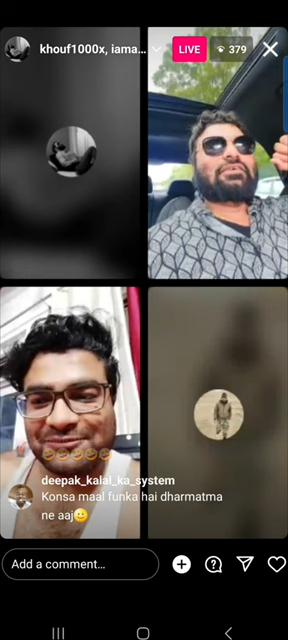 khouf1000x, iama...
LIVE
379
deepak_kalal_ka_system
Konsa maal funka hai dharmatma
ne aaj
Add a comment...